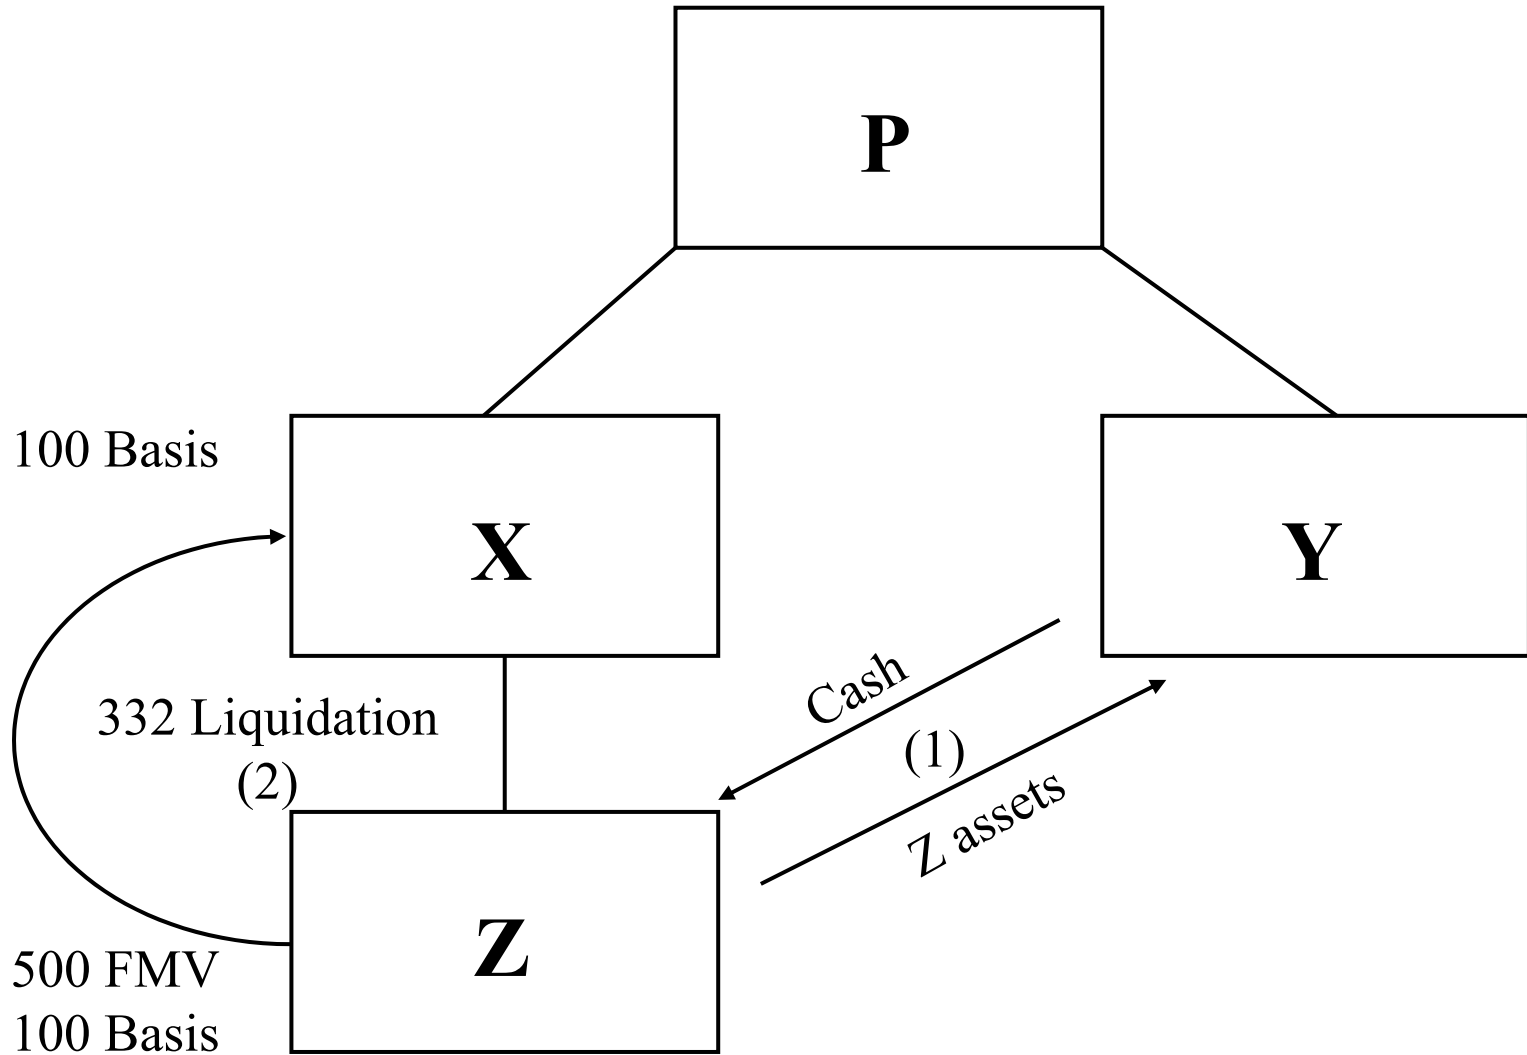 P
100 Basis
X
Y
Cash
332 Liquidation
(1)
(2)
Z assets
Z
500 FMV
100 Basis